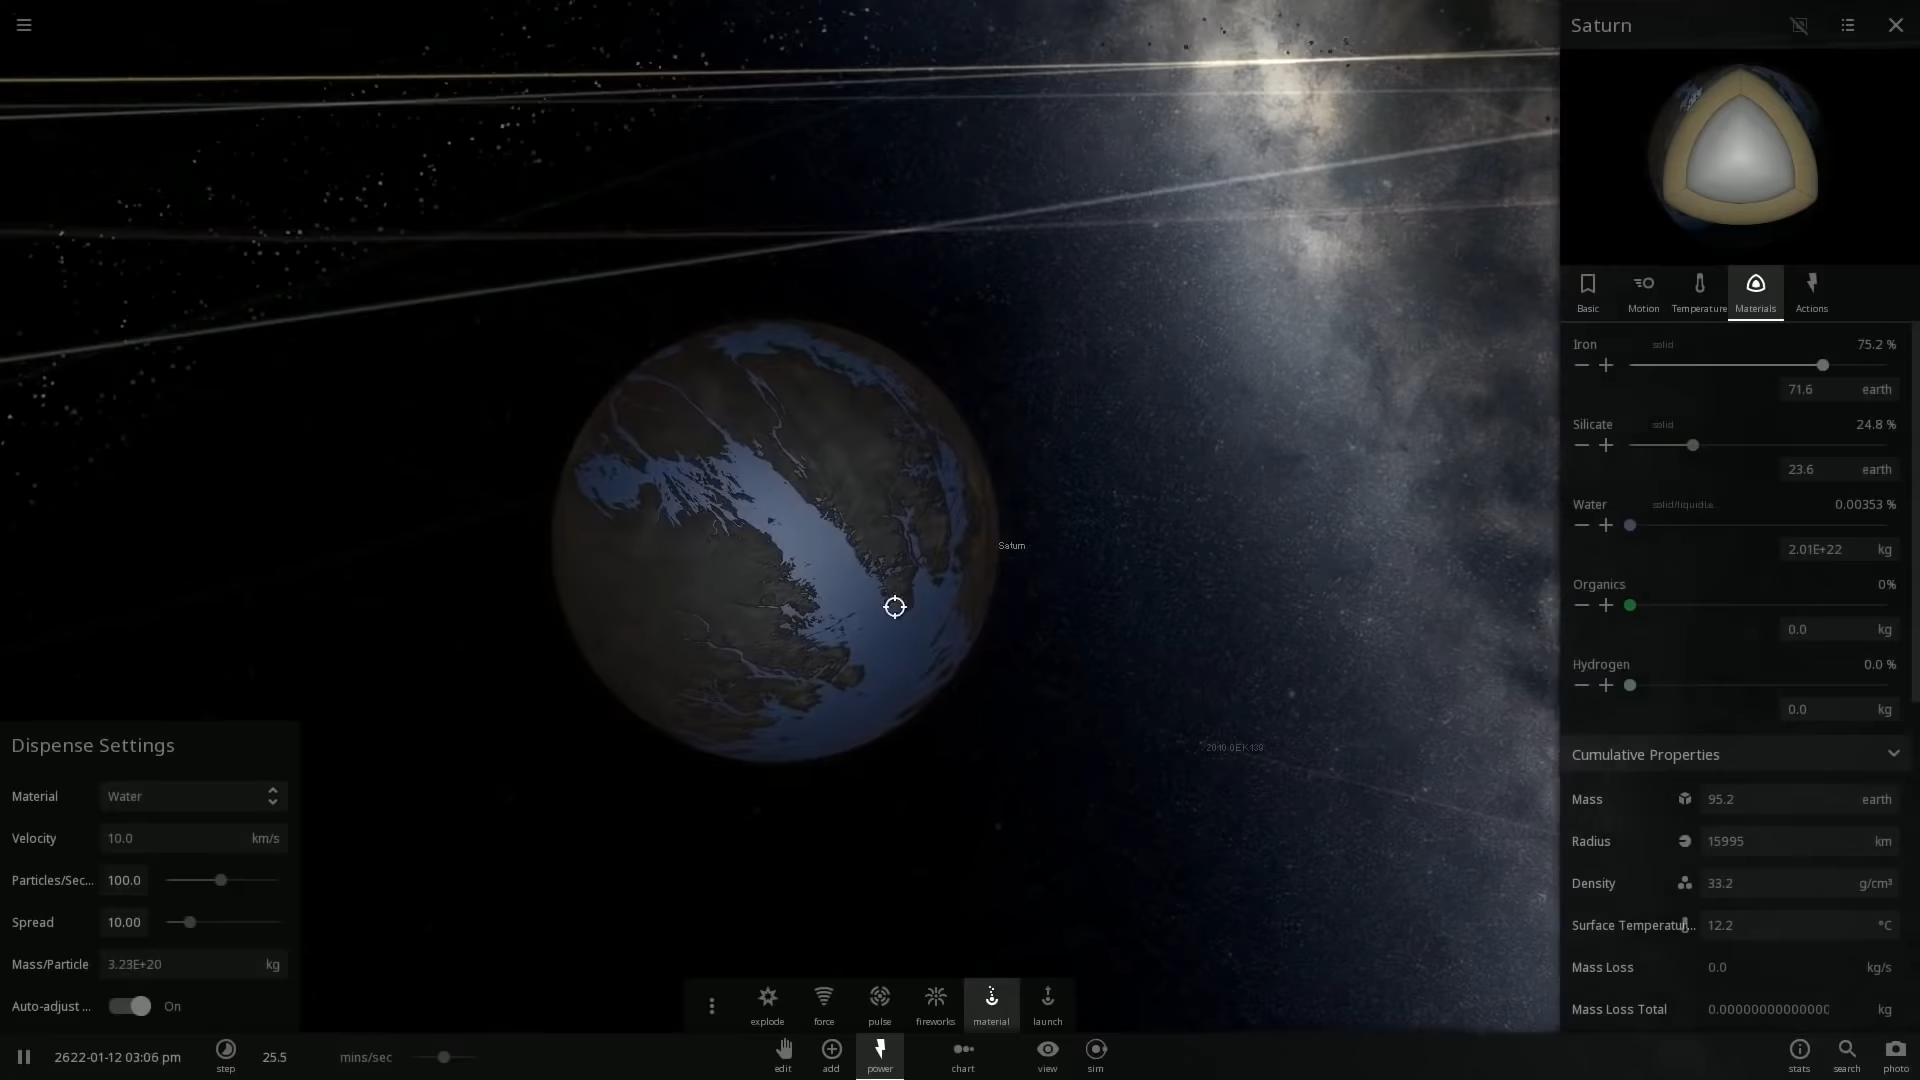 Saturn
Basic
Motion
Temperature
Materials
Actions
Iron solid 75.2 %
71.6 earth
Silicate solid 24.8 %
23.6 earth
Water solid/liquid/... 0.00353 %
2.01E+22 kg
Organics 0%
0.0 kg
Hydrogen 0.0 %
0.0 kg
Cumulative Properties
Mass 95.2 earth
Radius 15995 km
Density 33.2 g/cm³
Surface Temperatur... 12.2 °C
Mass Loss 0.0 kg/s
Mass Loss Total kg
Saturn
Dispense Settings
Material Water
Velocity 10.0 km/s
Particles/Sec... 100.0
Spread 10.00
Mass/Particle 3.23E+20 kg
Auto-adjust ... On
explode
force
pulse
fireworks
material
launch
2622-01-12 03:06 pm
step
25.5 mins/sec
edit
add
power
chart
view
sim
stats
search
photo